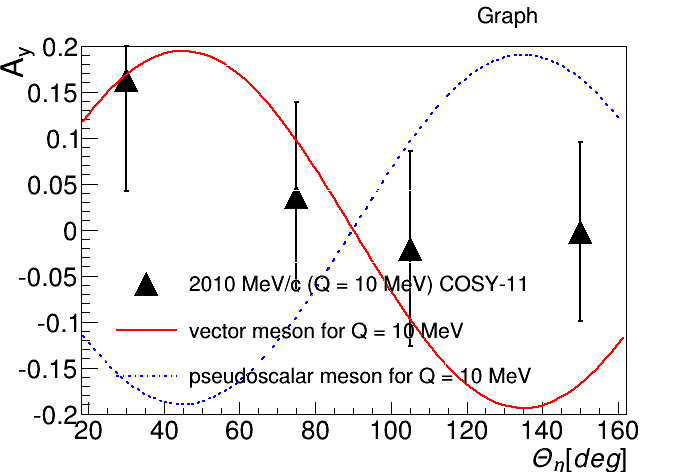 Graph
A_y
0.2
0.15
0.1
0.05
0
-0.05
-0.1
-0.15
-0.2
2010 MeV/c (Q = 10 MeV) COSY-11
vector meson for Q = 10 MeV
pseudoscalar meson for Q = 10 MeV
20 40 60 80 100 120 140 160
Θ_η[deg]